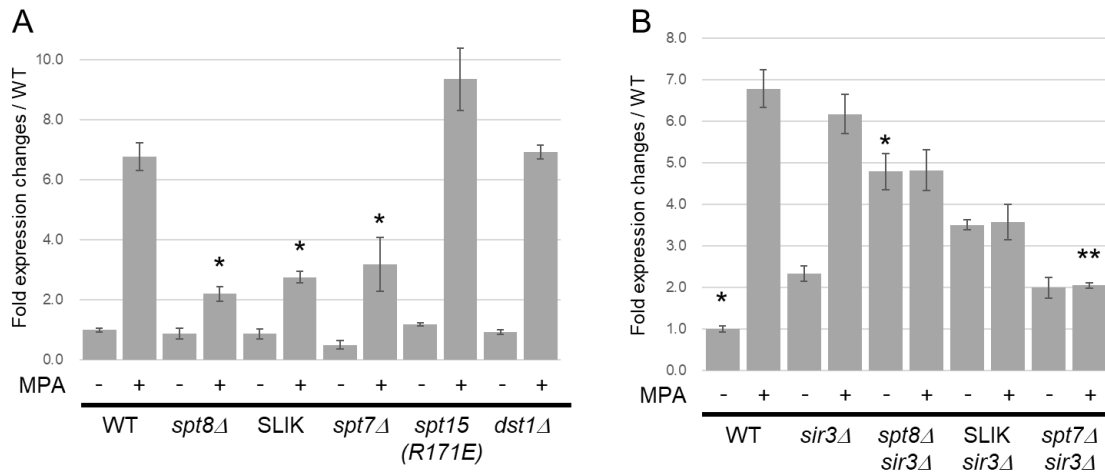 A
Fold expression changes / WT
10.0
8.0
6.0
4.0
2.0
0.0
* * *
MPA - + - + - + - + - + - +
WT spt8Δ SLIK spt7Δ spt15 dst1Δ
(R171E)
B
Fold expression changes / WT
8.0
7.0
6.0
5.0
4.0
3.0
2.0
1.0
0.0
* * **
MPA - + - + - + - + - +
WT sir3Δ spt8Δ SLIK spt7Δ
sir3Δ sir3Δ sir3Δ